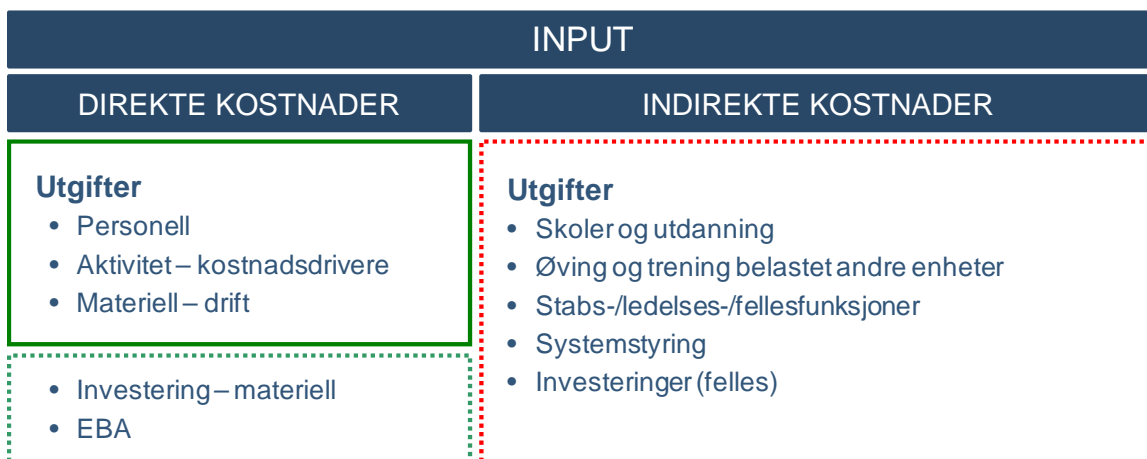 INPUT
DIREKTE KOSTNADER
INDIREKTE KOSTNADER
Utgifter
• Personell
• Aktivitet – kostnadsdrivere
• Materiell – drift
• Investering – materiell
• EBA
Utgifter
• Skoler og utdanning
• Øving og trening belastet andre enheter
• Stabs-/ledelses-/fellesfunksjoner
• Systemstyring
• Investeringer (felles)